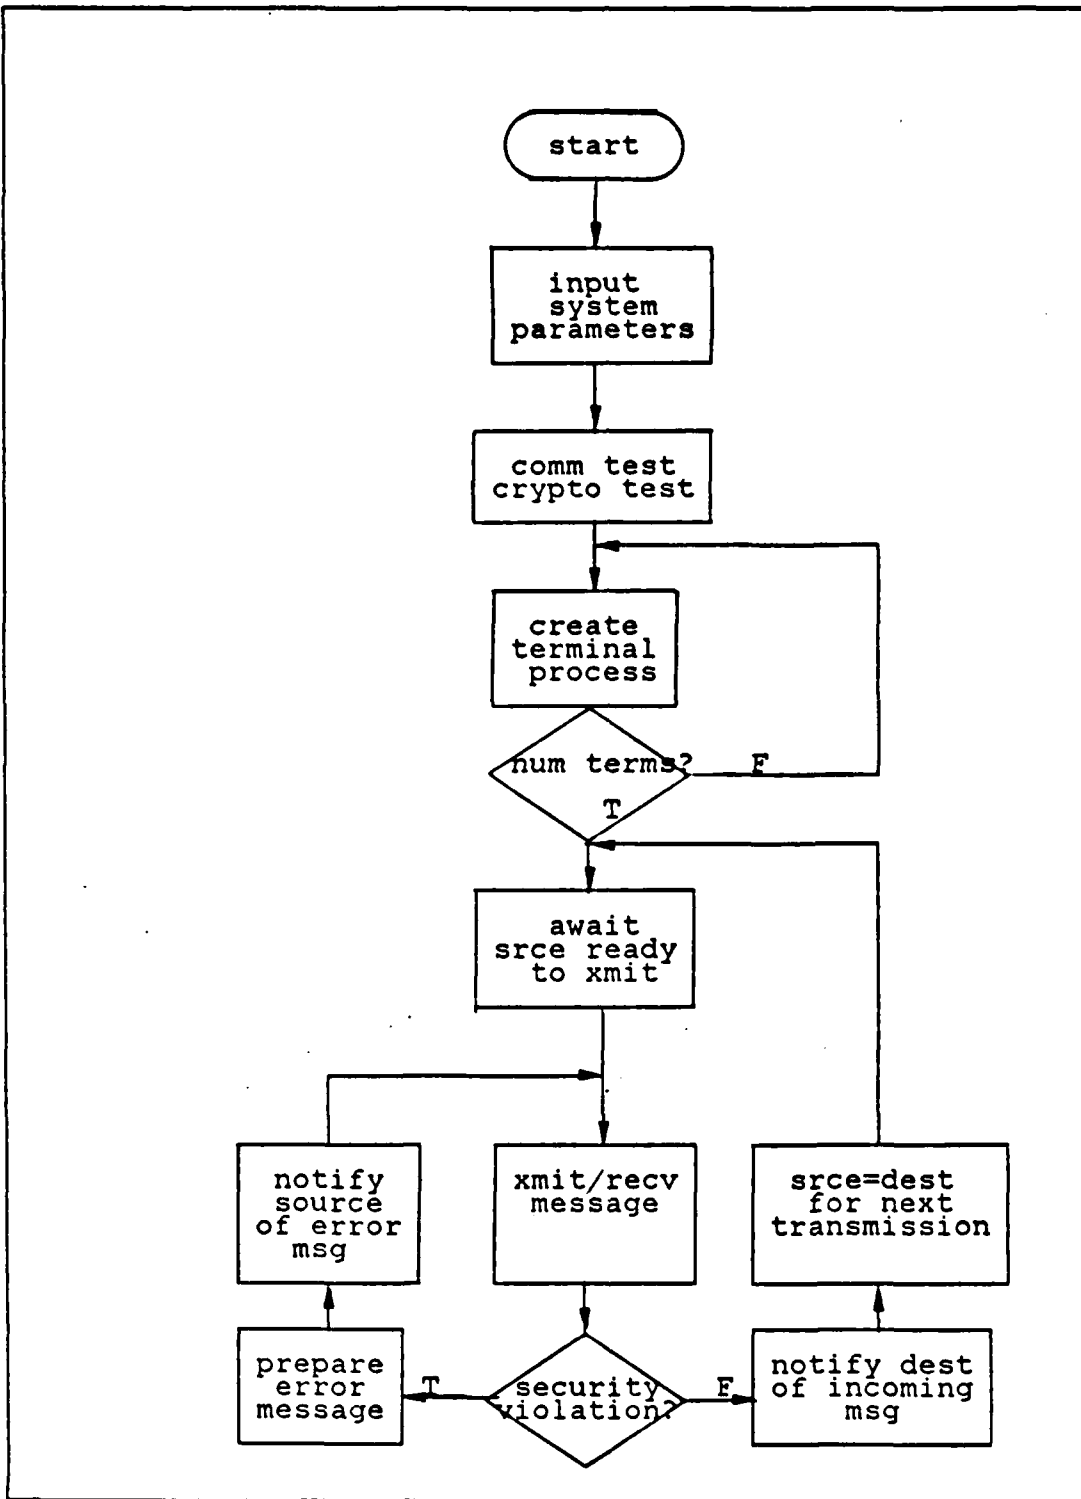 start
input
system
parameters
comm test
crypto test
create
terminal
process
num terms?
F
T
await
srce ready
to xmit
notify
source
of error
msg
xmit/recv
message
srce=dest
for next
transmission
prepare
error
message
T
security
violation?
F
notify dest
of incoming
msg